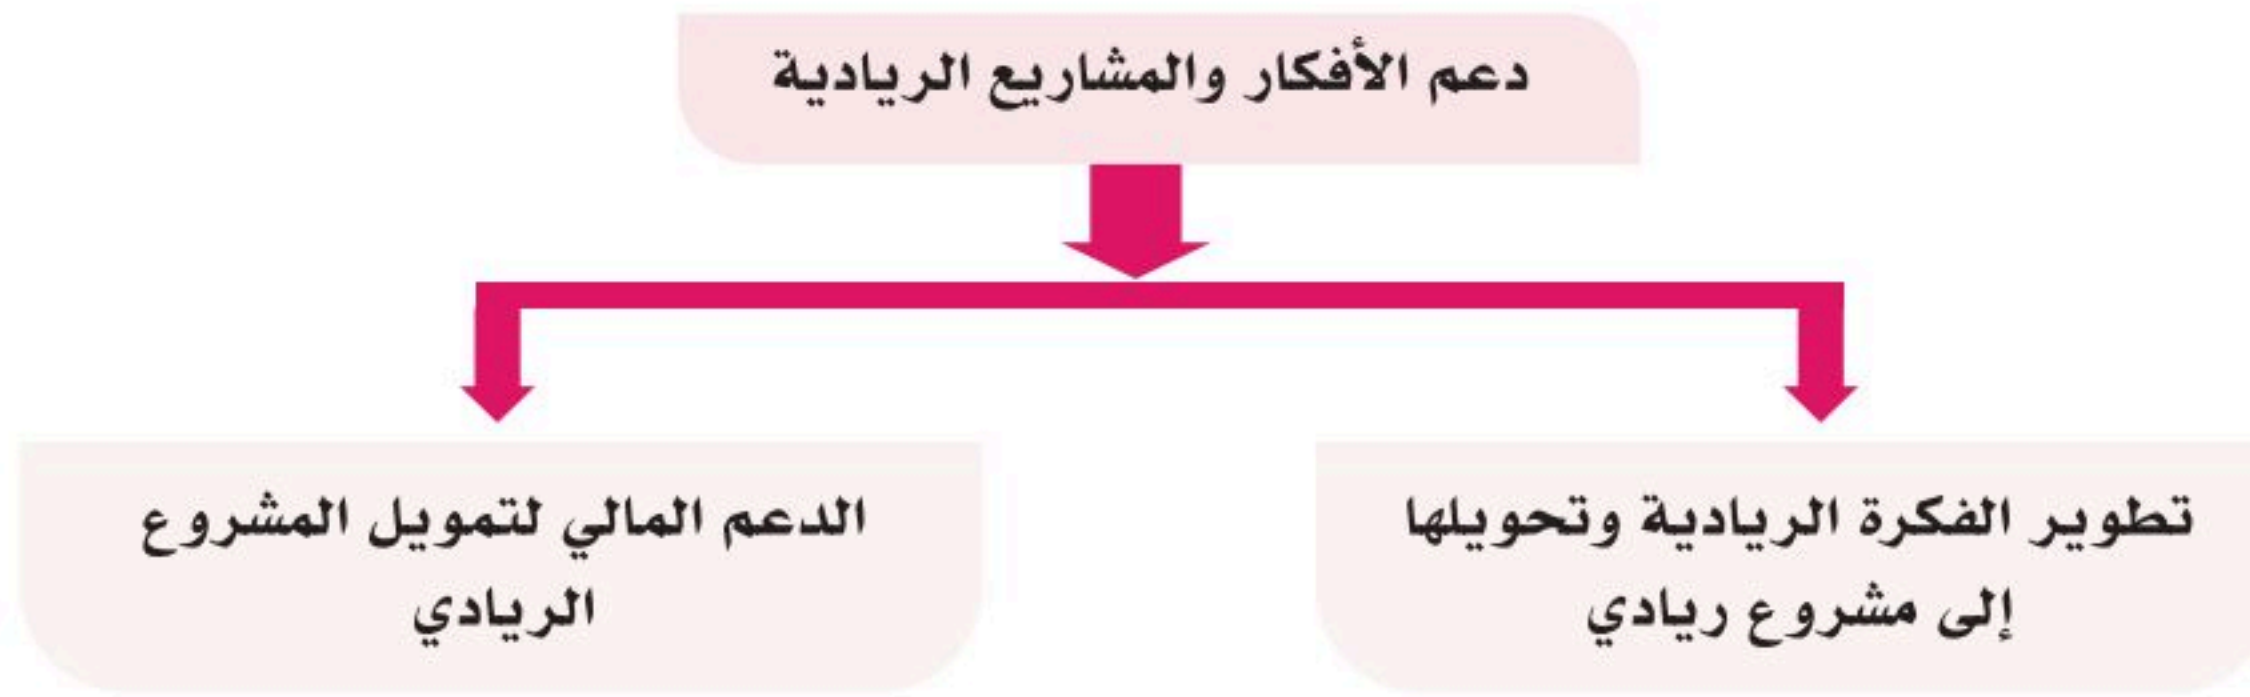 دعم الأفكار والمشاريع الريادية
تطوير الفكرة الريادية وتحويلها
إلى مشروع ريادي
الدعم المالي لتمويل المشروع
الريادي